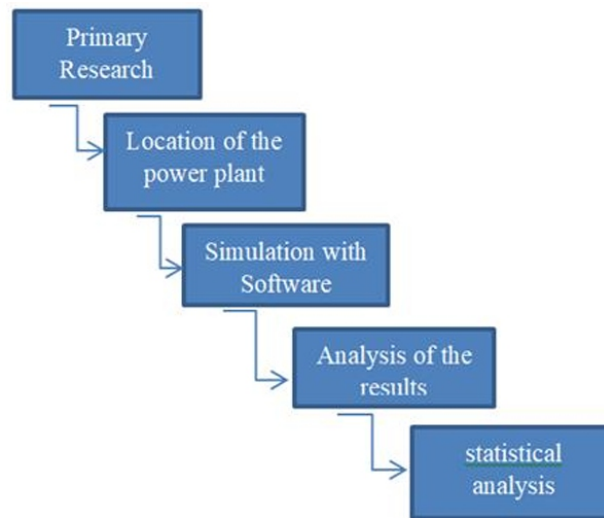 Primary
Research
Location of the
power plant
Simulation with
Software
Analysis of the
results
statistical
analysis